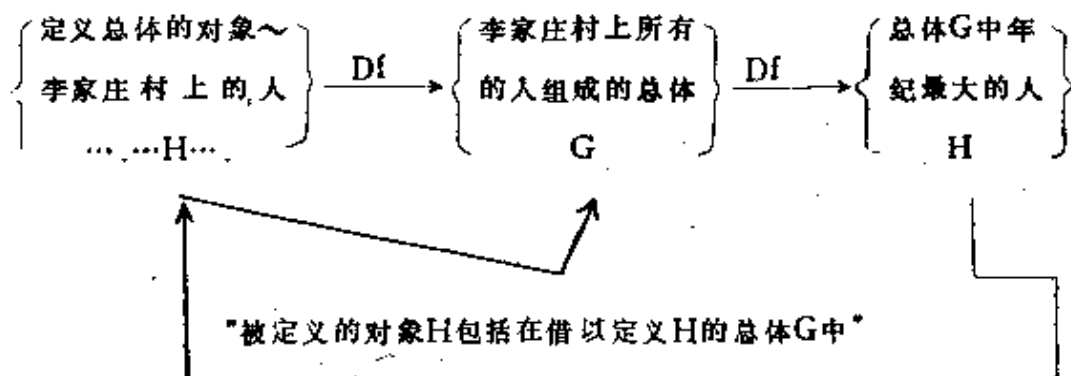 定义总体的对象～
李家庄村上的人
… …H…
Df
李家庄村上所有
的人组成的总体
G
Df
总体G中年
纪最大的人
H
"被定义的对象H包括在借以定义H的总体G中"